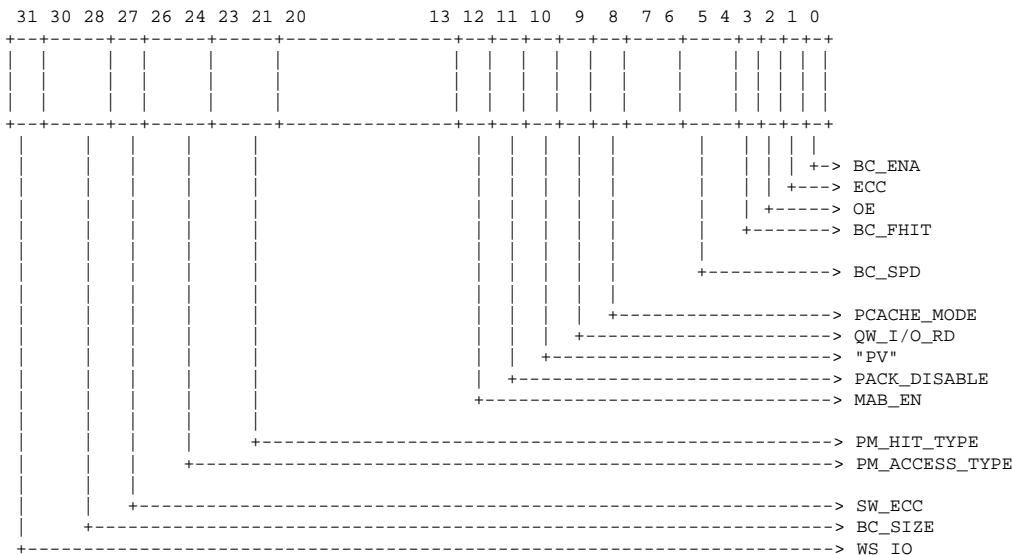 31 30 28 27 26 24 23 21 20 13 12 11 10 9 8 7 6 5 4 3 2 1 0
BC_ENA
ECC
OE
BC_FHIT
BC_SPD
PCACHE_MODE
QW_I/O_RD
"PV"
PACK_DISABLE
MAB_EN
PM_HIT_TYPE
PM_ACCESS_TYPE
SW_ECC
BC_SIZE
WS_IO